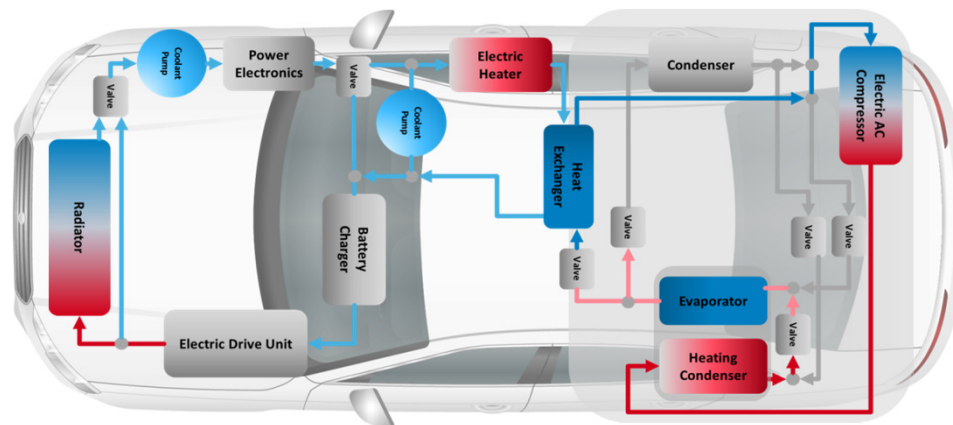 Coolant
Pump
Power
Electronics
Valve
Valve
Electric
Heater
Condenser
Electric AC
Compressor
Coolant
Pump
Heat
Exchanger
Radiator
Battery
Charger
Valve
Valve
Valve
Valve
Evaporator
Valve
Electric Drive Unit
Heating
Condenser